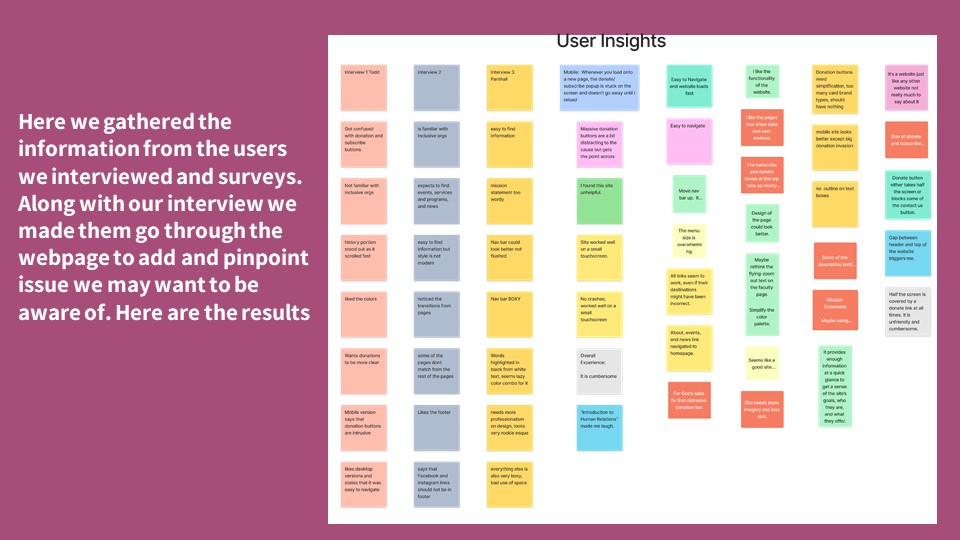 User Insights
Here we gathered the
information from the users
we interviewed and surveys.
Along with our interview we
made them go through the
webpage to add and pinpoint
issue we may want to be
aware of. Here are the results
Interview 1 Todd
Got confused
with donation and
subscribe
buttons
Not familiar with
inclusive orgs
history portion
stood out as it
scrolled fast
liked the colors
Wants donations
to be more clear
Mobile version
says that
donation buttons
are intrusive
likes desktop
versiona and
states that it was
easy to navigate
Interview 2
is familiar with
inclusive orgs
expects to find
events, services
and programs,
and news
easy to find
information but
style is not
modern
noticed the
transitions from
pages
some of the
pages dont
match from the
rest of the pages
Likes the footer
says that
Facebook and
instagram links
should not be in
footer
Interview 3
Parshall
easy to find
information
mission
statement too
wordy
Nav bar could
look better not
flushed
Nav bar BOXY
Words
highlighted in
black from white
text, seems lazy
color combo for it
needs more
professionalism
on design, looks
very rookie esque
everything else is
also very busy,
bad use of space
Mobile: Whenever you load onto
a new page, the donate/
subscribe popup is stuck on the
screen and doesn't go away until I
reload
Massive donation
buttons are a bit
distracting to the
cause but gets
the point across
I found this site
unhelpful.
Site worked well
on a small
touchscreen.
No crashes;
worked well on a
small
touchscreen
Overall
Experience:
It is cumbersome
"Introduction to
Human Relations"
made me laugh.
Easy to Navigate
and website loads
fast
Easy to navigate
Move nav
bar up. It...
The menu
size is
overwhelmi
ng.
All links seem to
work, even if their
destinations
might have been
incorrect.
About, events,
and news link
navigated to
homepage.
For God's sake
fix that obtrusive
donation bar.
I like the
functionality
of the
website.
I like the pages
that show data
and user
reviews.
The subscribe
and donate
boxes at the top
take up nearly...
Design of
the page
could look
better.
Maybe
rethink the
flying zoom
out text on
the faculty
page.
Simplify the
color
palette.
Seems like a
good site...
Site needs more
imagery and less
text.
Donation buttons
need
simplification, too
many card brand
types, should
have nothing
mobile site looks
better except big
donation invasion
no outline on text
boxes
Some of the
descriptive text...
Mission
Statement:
Maybe using...
It provides
enough
information
at a quick
glance to
get a sense
of the site's
goals, who
they are,
and what
they offer.
It's a website just
like any other
website not
really much to
say about it
Size of donate
and subscribe...
Donate button
either takes half
the screen or
blocks some of
the contact us
button.
Gap between
header and top of
the website
triggers me.
Half the screen is
covered by a
donate link at all
times. It is
unfriendly and
cumbersome.